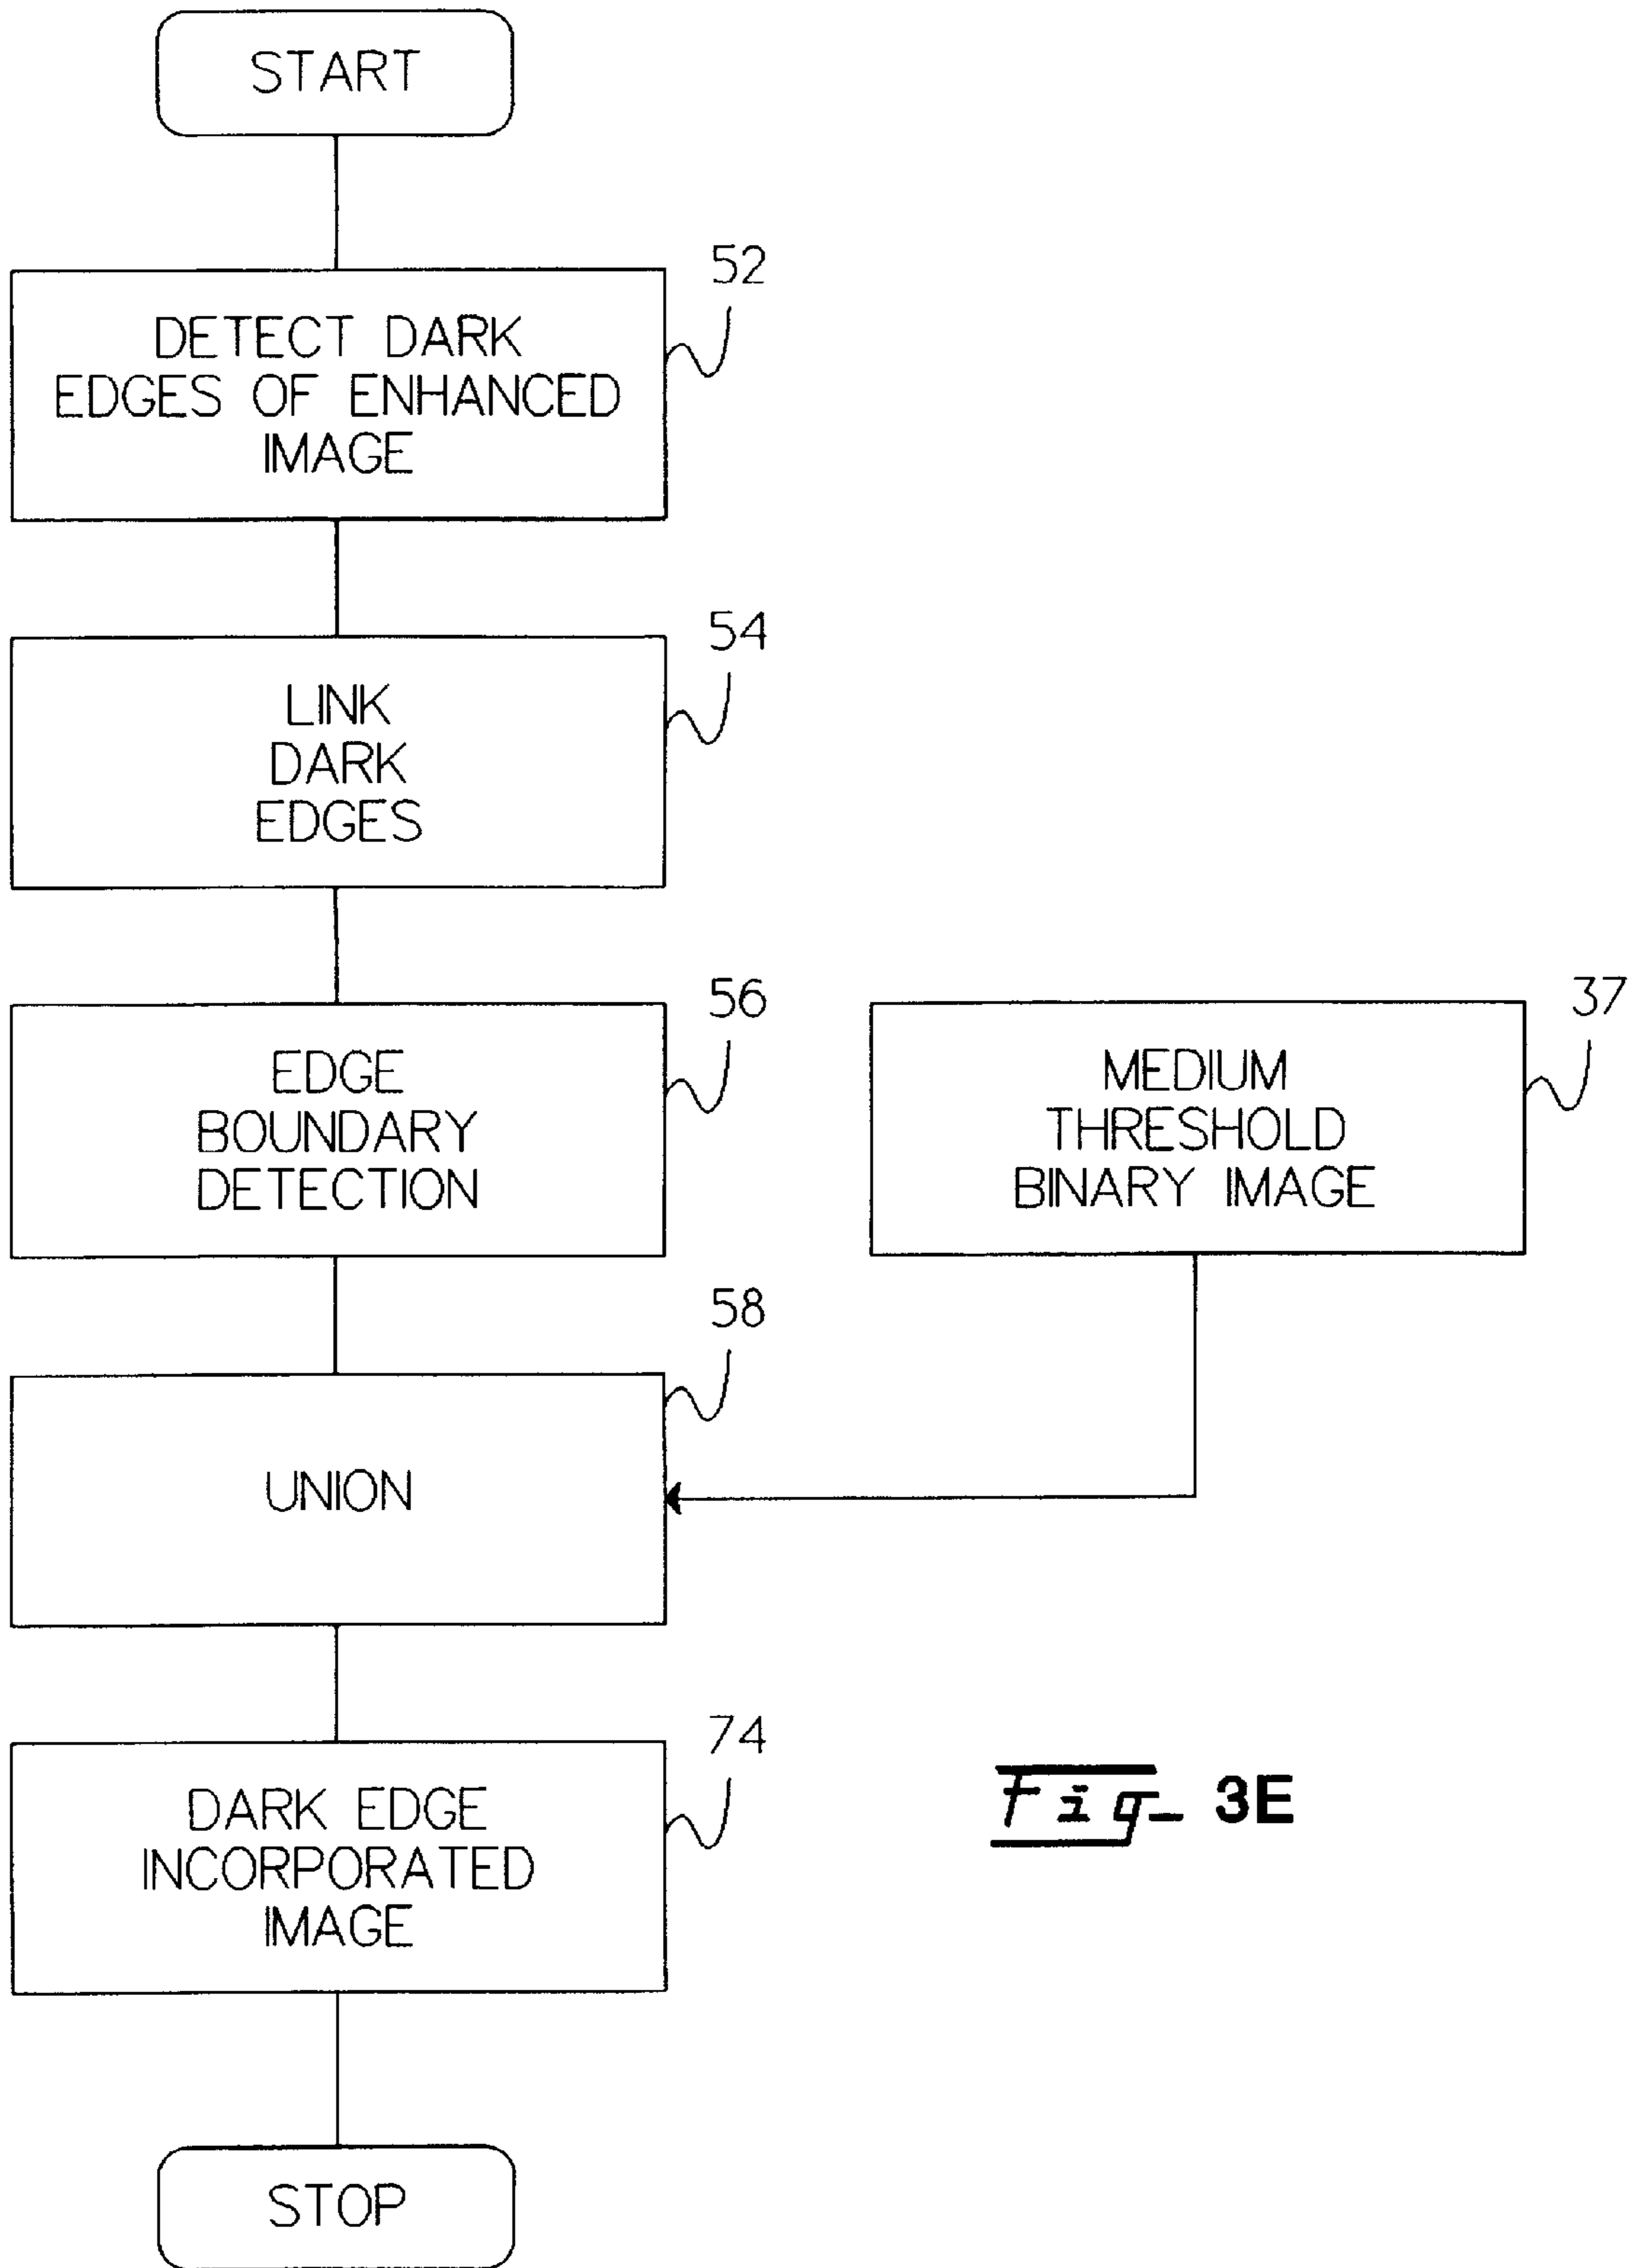 START
52
DETECT DARK
EDGES OF ENHANCED
IMAGE
54
LINK
DARK
EDGES
56
EDGE
BOUNDARY
DETECTION
37
MEDIUM
THRESHOLD
BINARY IMAGE
58
UNION
74
DARK EDGE
INCORPORATED
IMAGE
Fig_ 3E
STOP